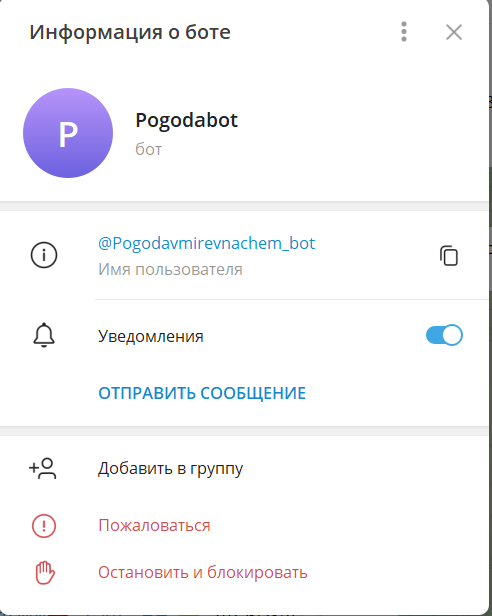 Информация о боте
P
Pogodabot
бот
@Pogodavmirevnachem_bot
Имя пользователя
Уведомления
ОТПРАВИТЬ СООБЩЕНИЕ
Добавить в группу
Пожаловаться
Остановить и блокировать